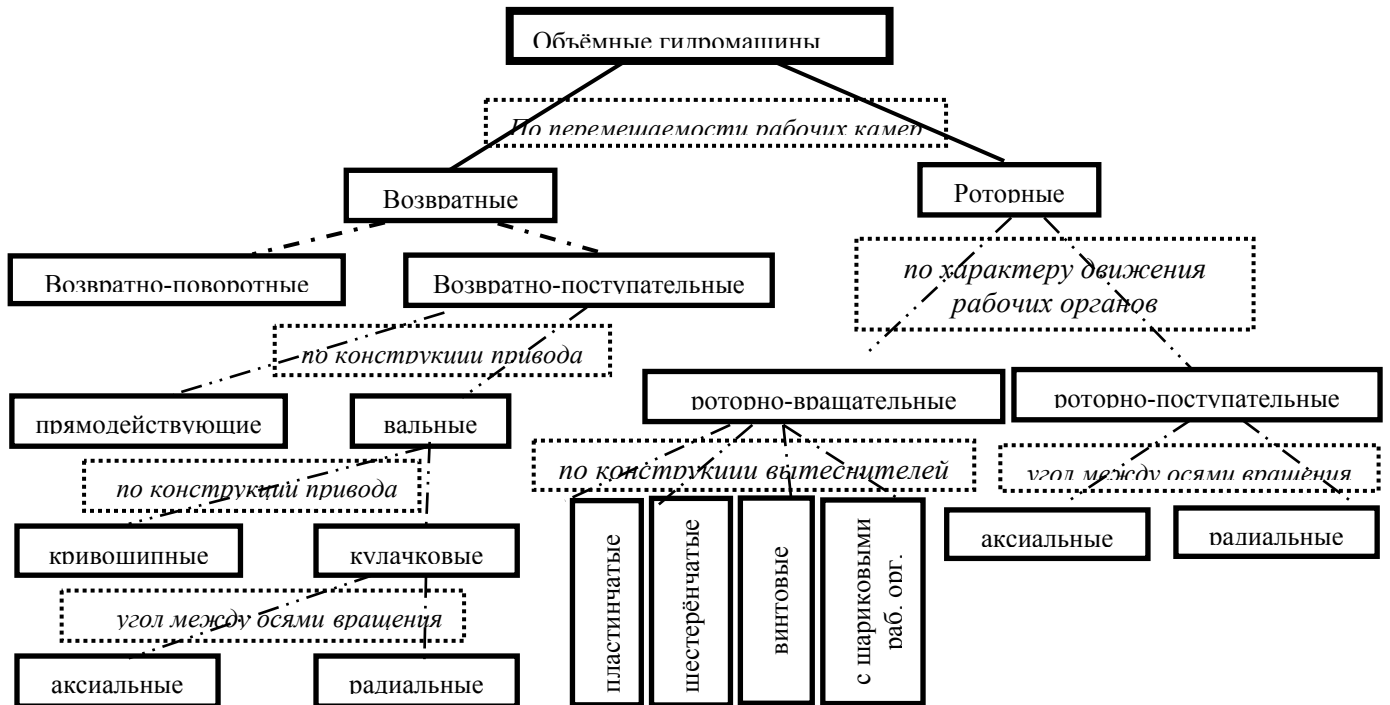 Объёмные гидромашины
По перемещаемости рабочих камер
Возвратные
Роторные
Возвратно-поворотные
Возвратно-поступательные
по характеру движения
рабочих органов
по конструкции привода
прямодействующие
вальные
роторно-вращательные
роторно-поступательные
по конструкции привода
по конструкции вытеснителей
угол между осями вращения
кривошипные
кулачковые
пластинчатые
шестерёнчатые
винтовые
с шариковыми
раб. орг.
аксиальные
радиальные
угол между осями вращения
аксиальные
радиальные